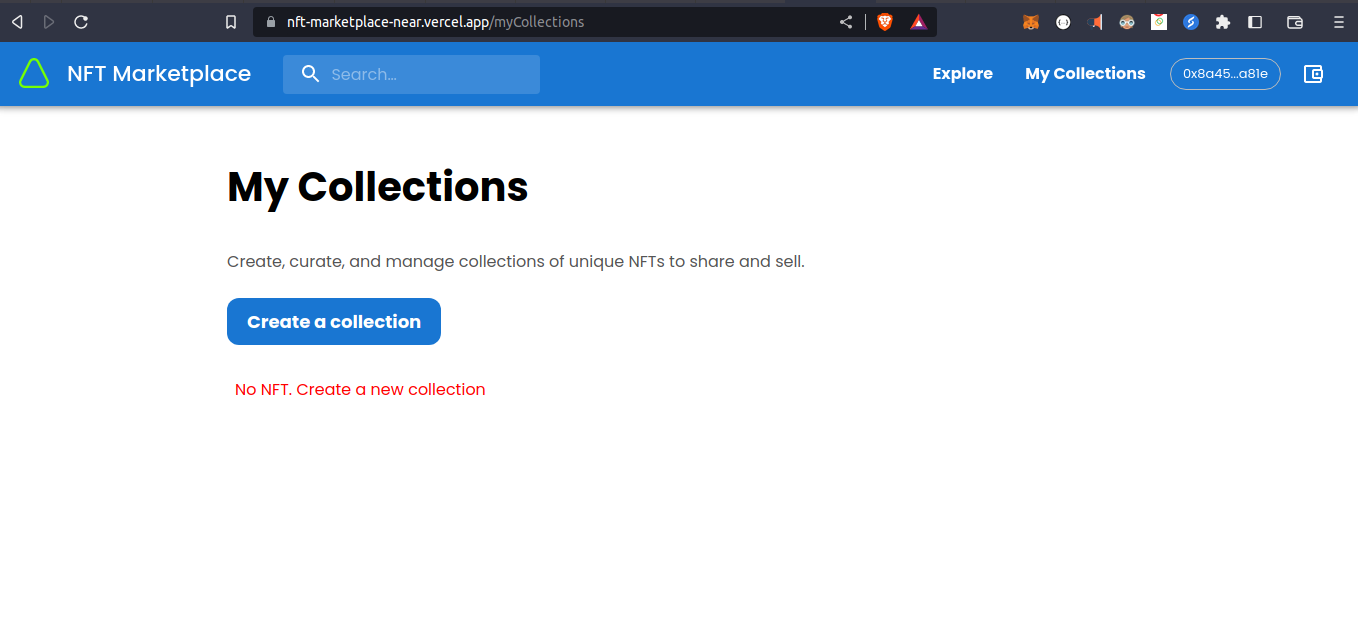 nft-marketplace-near.vercel.app/myCollections
NFT Marketplace
Search...
Explore
My Collections
0x8a45...a81e
My Collections
Create, curate, and manage collections of unique NFTs to share and sell.
Create a collection
No NFT. Create a new collection